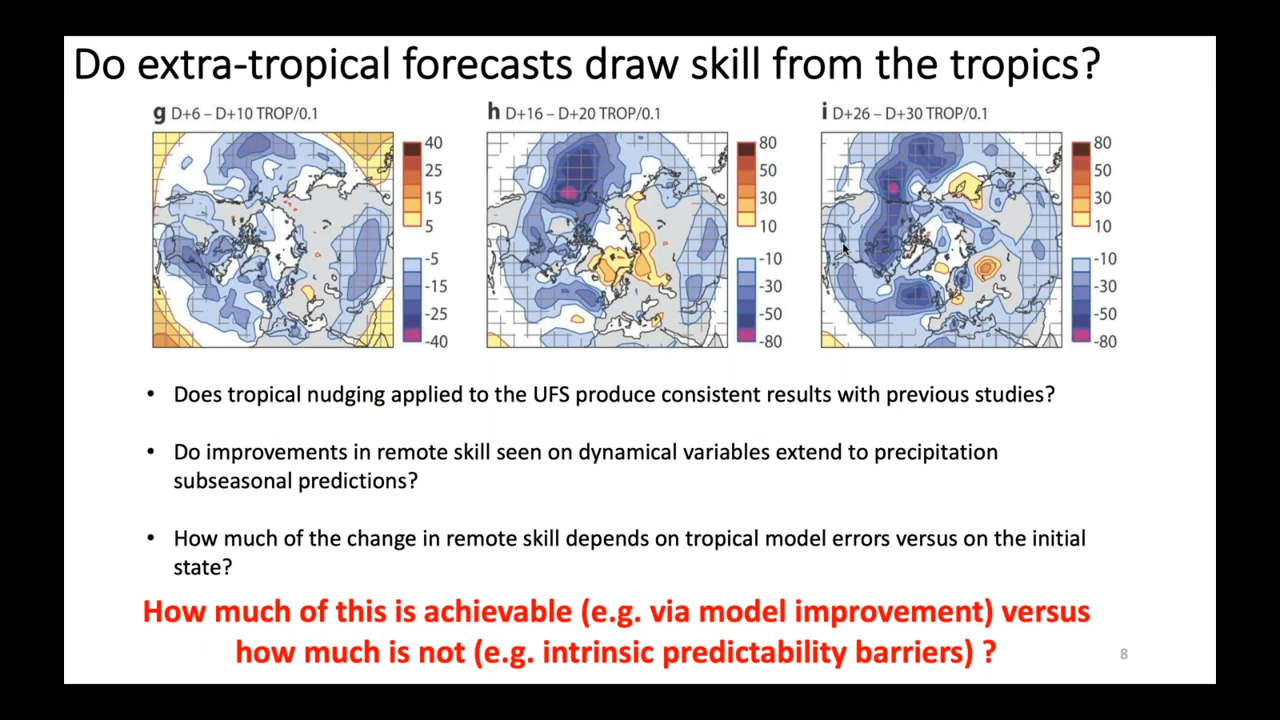 Do extra-tropical forecasts draw skill from the tropics?
g D+6 – D+10 TROP/0.1
40
25
15
5
-5
-15
-25
-40
h D+16 – D+20 TROP/0.1
80
50
30
10
-10
-30
-50
-80
i D+26 – D+30 TROP/0.1
80
50
30
10
-10
-30
-50
-80
• Does tropical nudging applied to the UFS produce consistent results with previous studies?
• Do improvements in remote skill seen on dynamical variables extend to precipitation
subseasonal predictions?
• How much of the change in remote skill depends on tropical model errors versus on the initial
state?
How much of this is achievable (e.g. via model improvement) versus
how much is not (e.g. intrinsic predictability barriers) ?
8